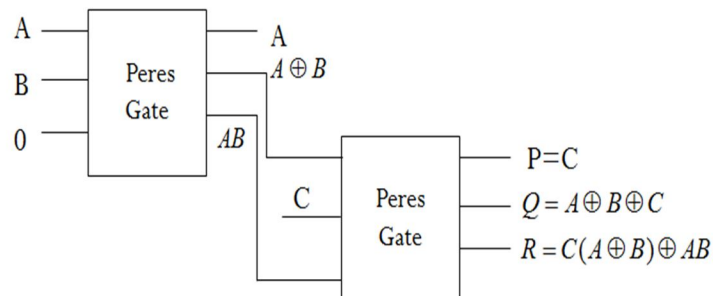 A
B
0
Peres
Gate
A
A ⊕ B
AB
C
Peres
Gate
P=C
Q = A ⊕ B ⊕ C
R = C(A ⊕ B) ⊕ AB